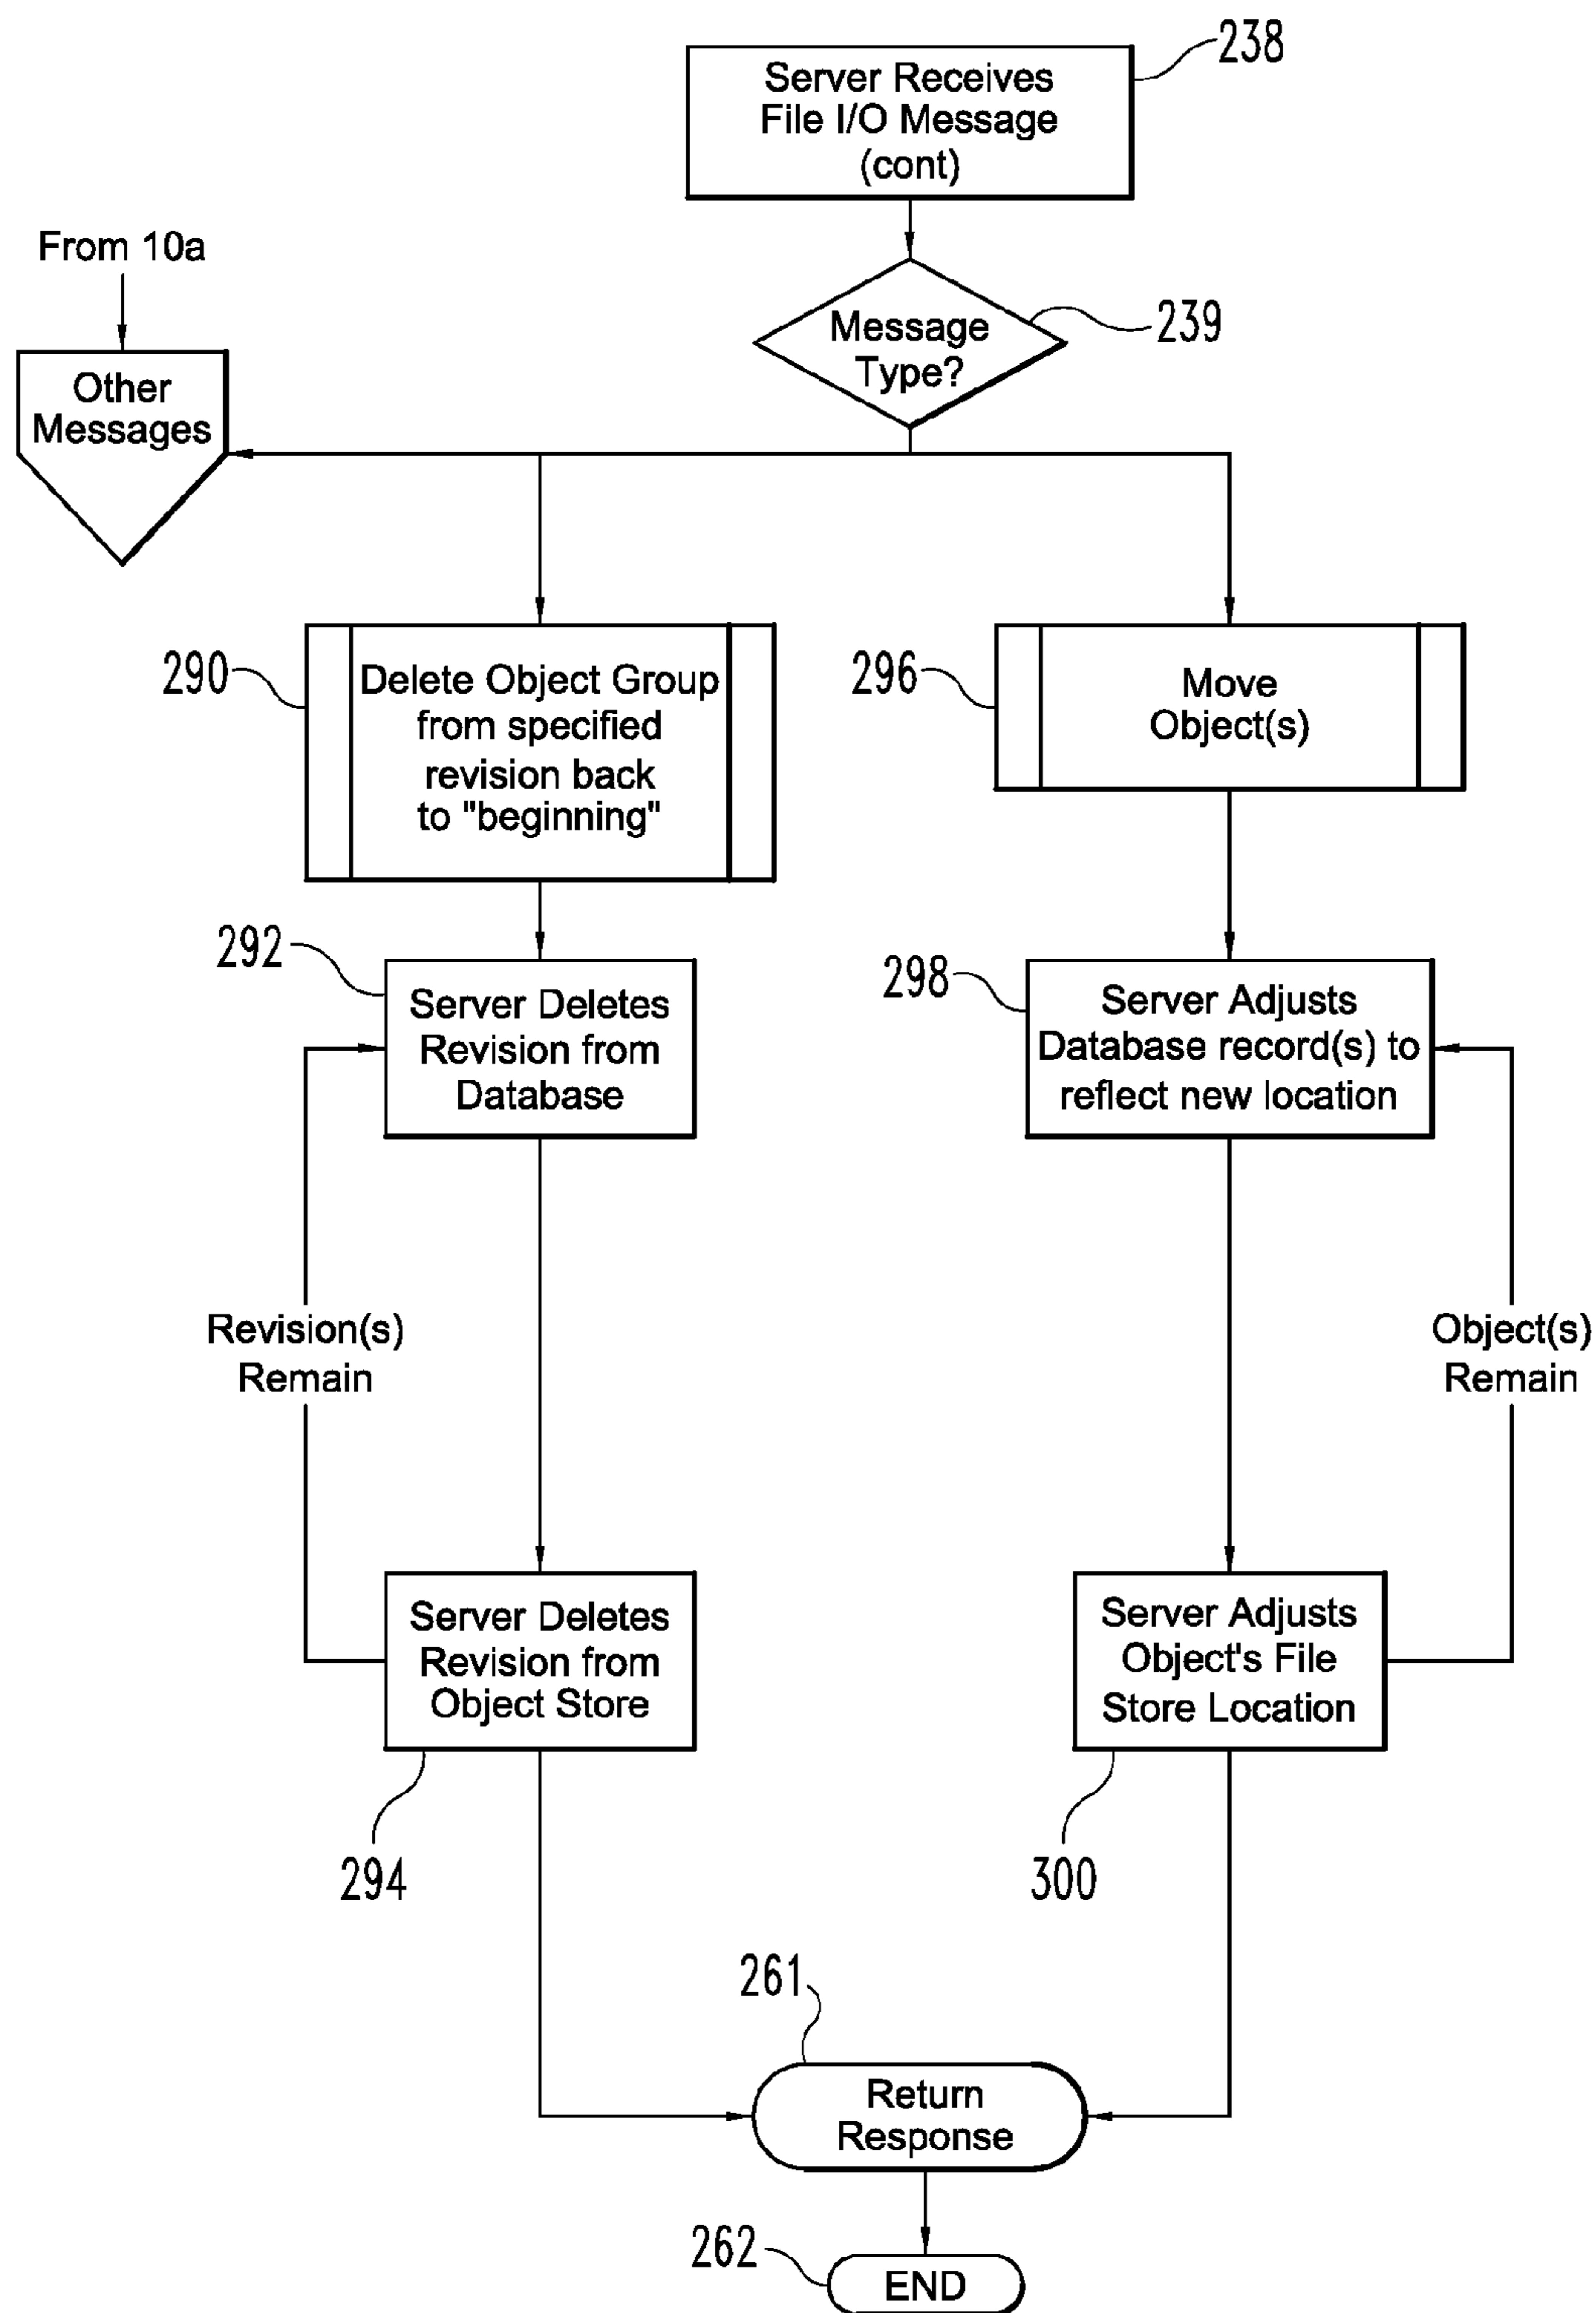 238
Server Receives
File I/O Message
(cont)
From 10a
Message
Type?
239
Other
Messages
290
Delete Object Group
from specified
revision back
to "beginning"
296
Move
Object(s)
292
Server Deletes
Revision from
Database
298
Server Adjusts
Database record(s) to
reflect new location
Revision(s)
Remain
Object(s)
Remain
Server Deletes
Revision from
Object Store
Server Adjusts
Object's File
Store Location
294
300
261
Return
Response
262
END